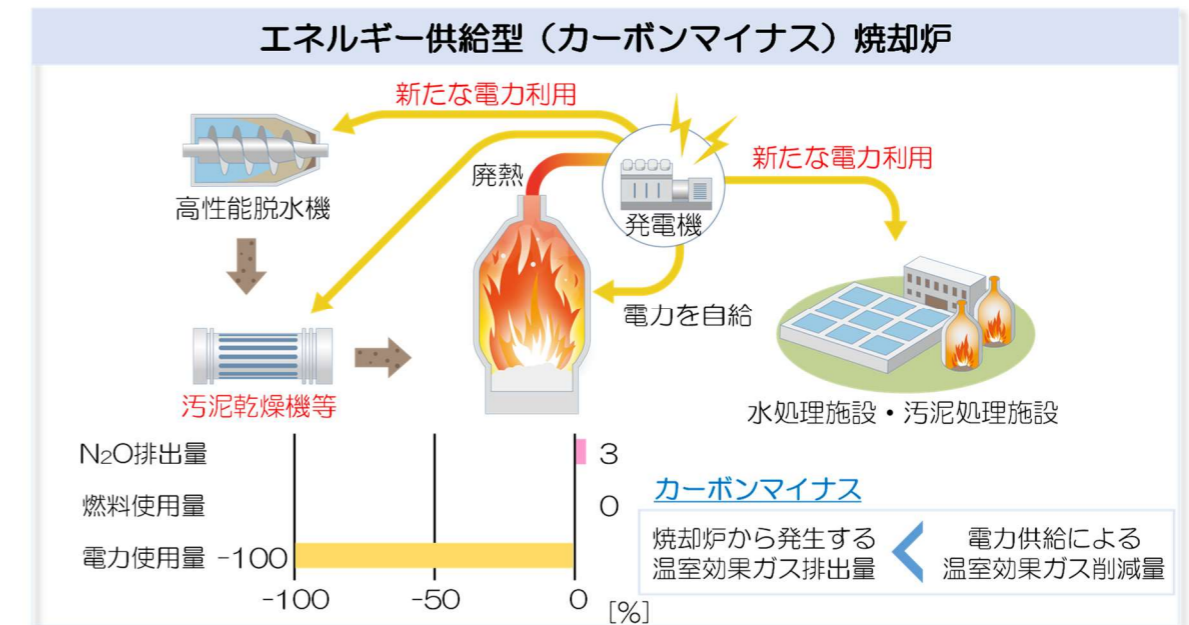 エネルギー供給型（カーボンマイナス）焼却炉
新たな電力利用
高性能脱水機
廃熱
発電機
新たな電力利用
電力を自給
汚泥乾燥機等
水処理施設・汚泥処理施設
N₂O排出量 3
燃料使用量 0
電力使用量 -100
-100 -50 0 [%]
カーボンマイナス
焼却炉から発生する
温室効果ガス排出量
電力供給による
温室効果ガス削減量